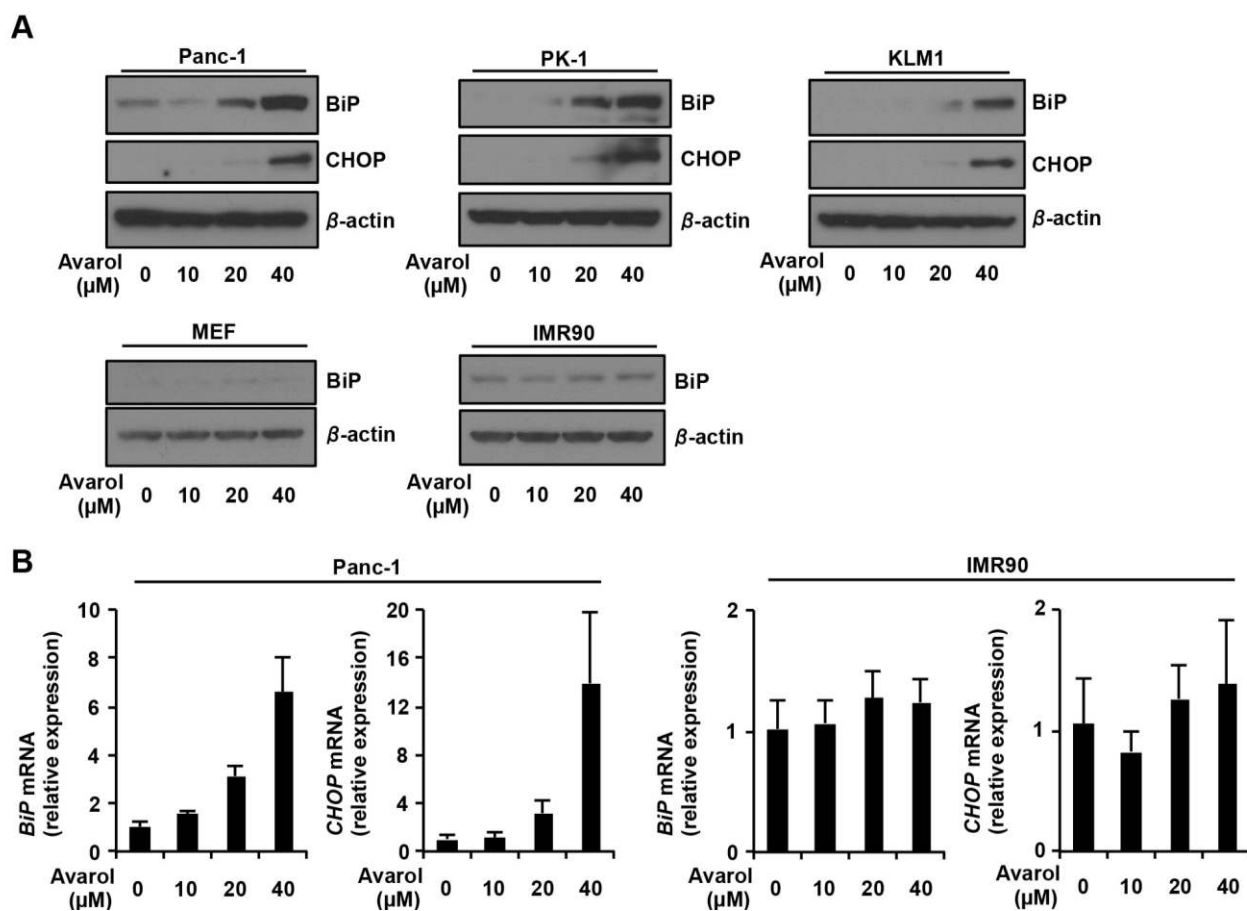 A
Panc-1
BiP
CHOP
β-actin
Avarol
(μM)
0 10 20 40
PK-1
BiP
CHOP
β-actin
Avarol
(μM)
0 10 20 40
KLM1
BiP
CHOP
β-actin
Avarol
(μM)
0 10 20 40
MEF
BiP
β-actin
Avarol
(μM)
0 10 20 40
IMR90
BiP
β-actin
Avarol
(μM)
0 10 20 40
B
Panc-1
BiP mRNA
(relative expression)
10
8
6
4
2
0
Avarol
(μM)
0 10 20 40
CHOP mRNA
(relative expression)
20
16
12
8
4
0
0 10 20 40
IMR90
BiP mRNA
(relative expression)
2
1
0
Avarol
(μM)
0 10 20 40
CHOP mRNA
(relative expression)
2
1
0
Avarol
(μM)
0 10 20 40